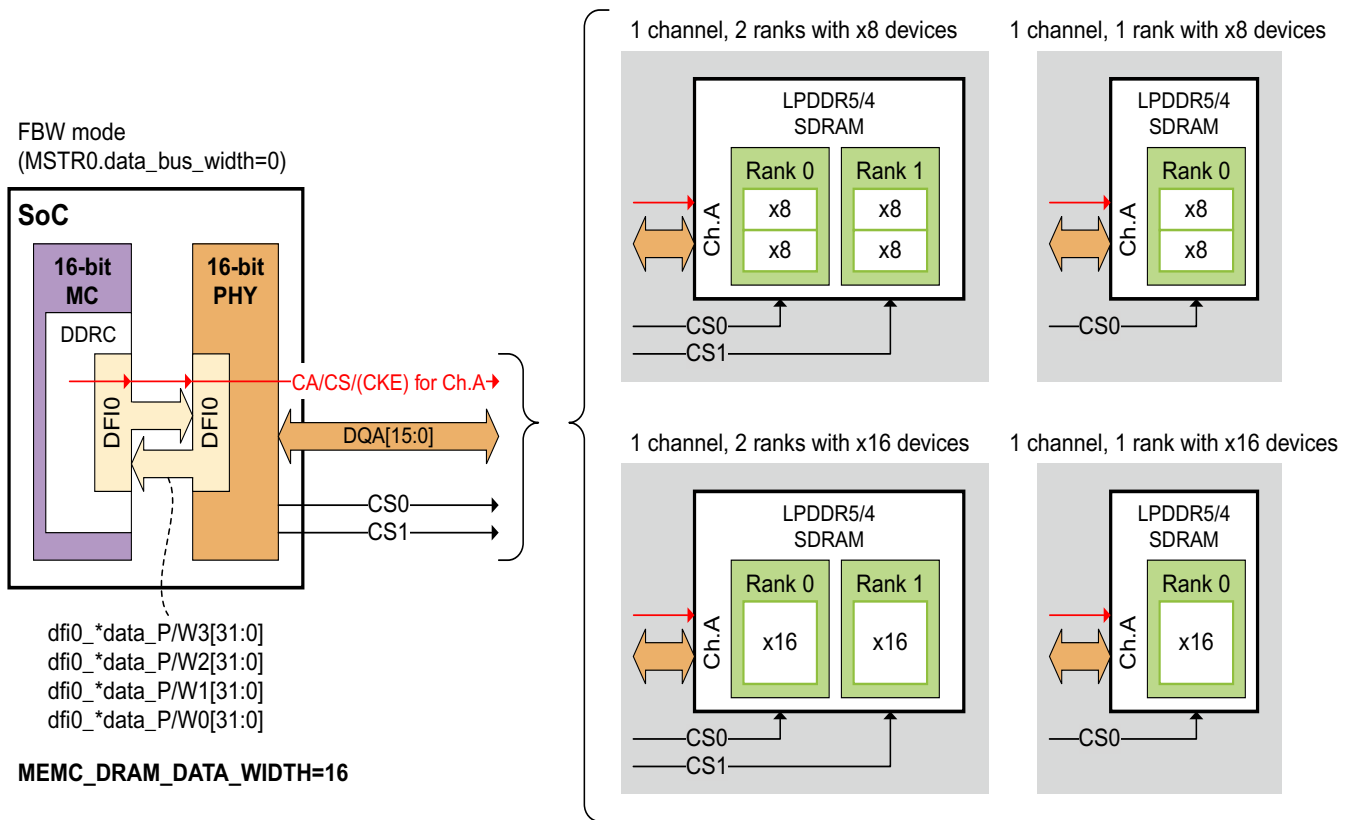 FBW mode
(MSTR0.data_bus_width=0)
SoC
16-bit
MC
16-bit
PHY
DDRC
DFI0
DFI0
CA/CS/(CKE) for Ch.A
DQA[15:0]
CS0
CS1
dfi0_*data_P/W3[31:0]
dfi0_*data_P/W2[31:0]
dfi0_*data_P/W1[31:0]
dfi0_*data_P/W0[31:0]
MEMC_DRAM_DATA_WIDTH=16
1 channel, 2 ranks with x8 devices
LPDDR5/4
SDRAM
Rank 0
Rank 1
x8
x8
x8
x8
Ch.A
CS0
CS1
1 channel, 1 rank with x8 devices
LPDDR5/4
SDRAM
Rank 0
x8
x8
Ch.A
CS0
1 channel, 2 ranks with x16 devices
LPDDR5/4
SDRAM
Rank 0
Rank 1
x16
x16
Ch.A
CS0
CS1
1 channel, 1 rank with x16 devices
LPDDR5/4
SDRAM
Rank 0
x16
Ch.A
CS0